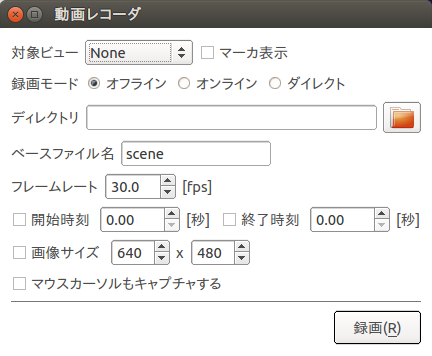 動画レコーダ
対象ビュー None マーカ表示
録画モード オフライン オンライン ダイレクト
ディレクトリ
ベースファイル名 scene
フレームレート 30.0 [fps]
開始時刻 0.00 [秒] 終了時刻 0.00 [秒]
画像サイズ 640 x 480
マウスカーソルもキャプチャする
録画(R)